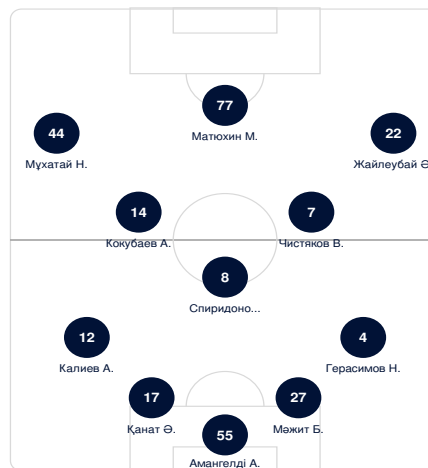 77
Матюхин М.
44
Мұхатай Н.
22
Жайлеубай Ә
14
Кокубаев А.
7
Чистяков В.
8
Спиридоно...
12
Калиев А.
4
Герасимов Н.
17
Қанат Ә.
27
Мәжит Б.
55
Амангелді А.